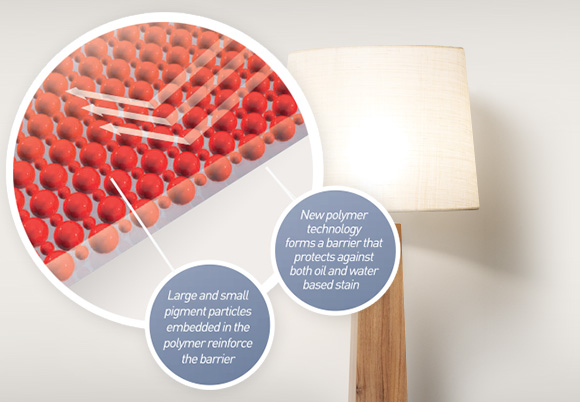 New polymer
technology
forms a barrier that
protects against
both oil and water
based stain
Large and small
pigment particles
embedded in the
polymer reinforce
the barrier